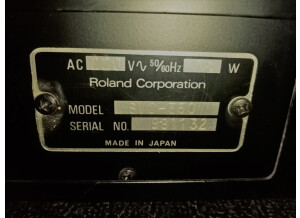 AC V~ 50/60Hz W
Roland Corporation
MODEL
SERIAL NO.
MADE IN JAPAN